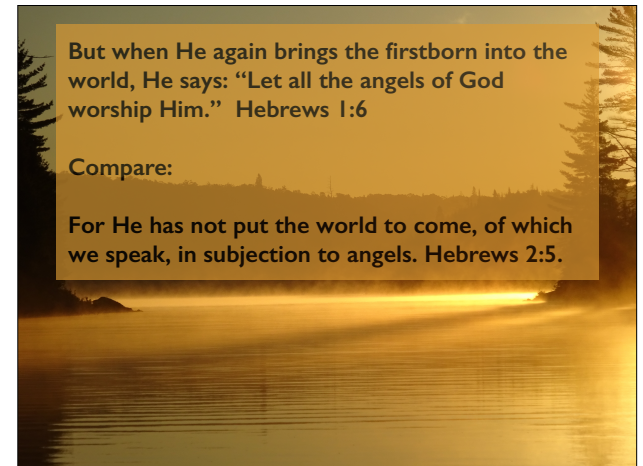 But when He again brings the firstborn into the
world, He says: “Let all the angels of God
worship Him.”  Hebrews 1:6
Compare:
For He has not put the world to come, of which
we speak, in subjection to angels. Hebrews 2:5.